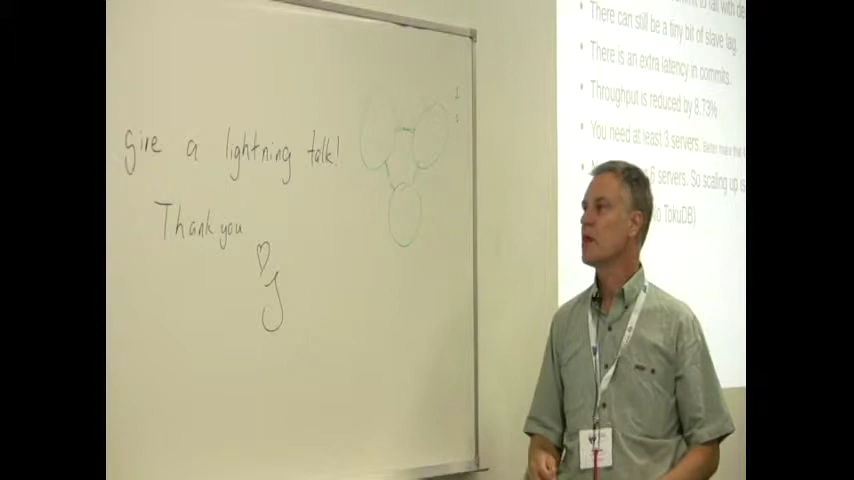 give a lightning talk!
Thank you
J
There can still be a tiny bit of slave lag.
There is an extra latency in commits.
Throughput is reduced by 8.73%
You need at least 3 servers.
6 servers. So scaling up is
TokuDB)